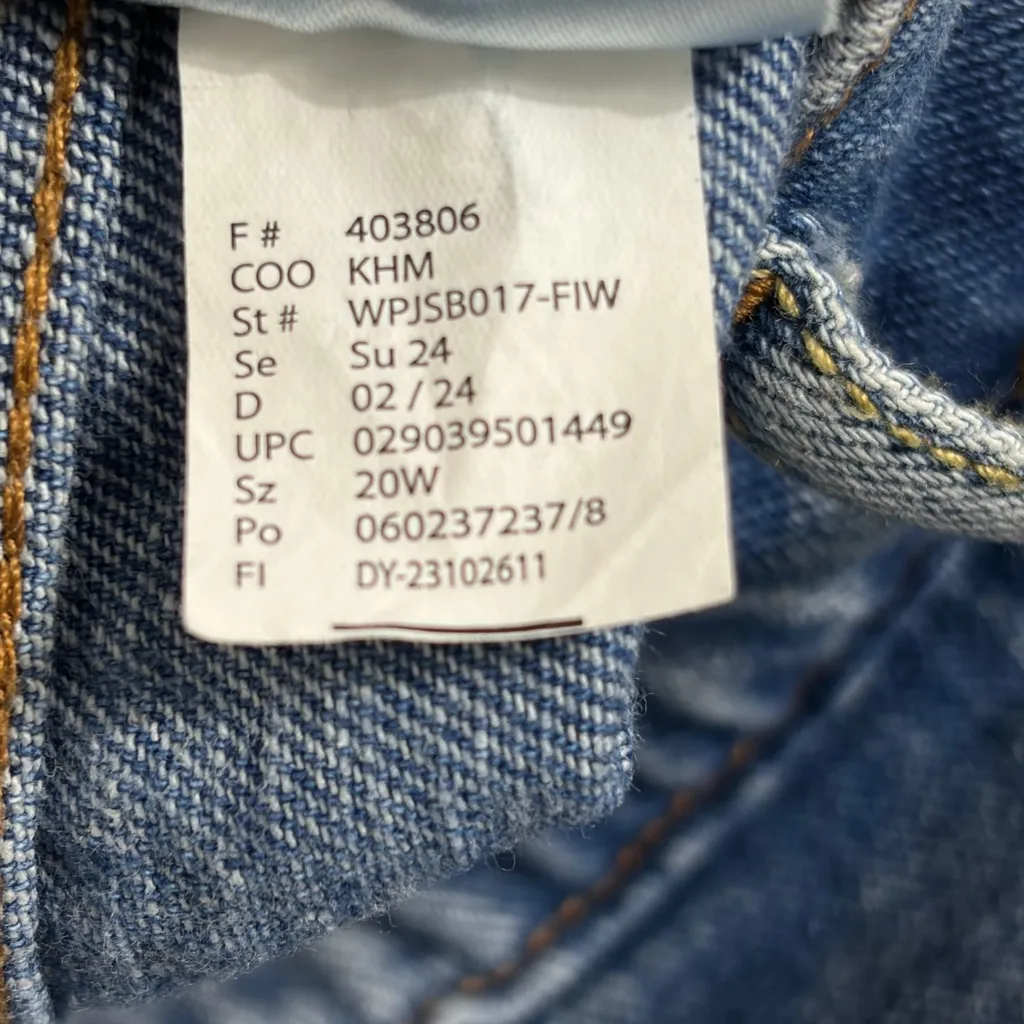 F # 403806
COO KHM
St # WPJSB017-FIW
Se Su 24
D 02 / 24
UPC 029039501449
Sz 20W
Po 060237237/8
FI DY-23102611